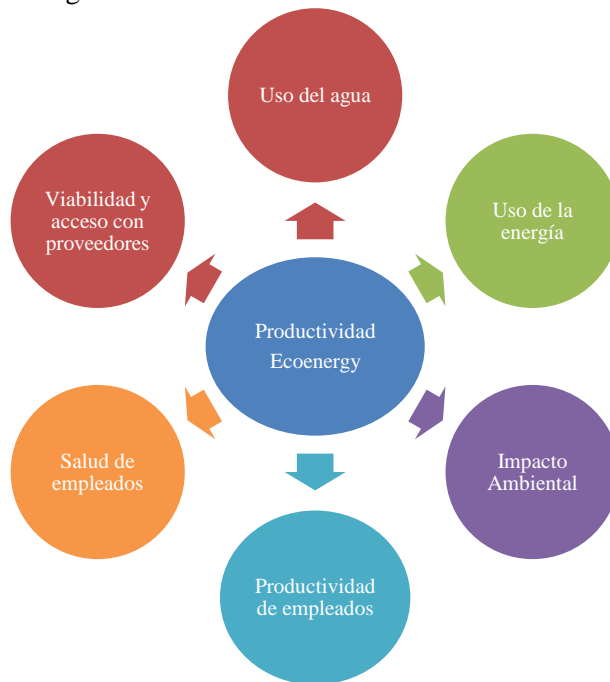 Uso del agua
Uso de la
energía
Impacto
Ambiental
Productividad
de empleados
Salud de
empleados
Viabilidad y
acceso con
proveedores
Productividad
Ecoenergy